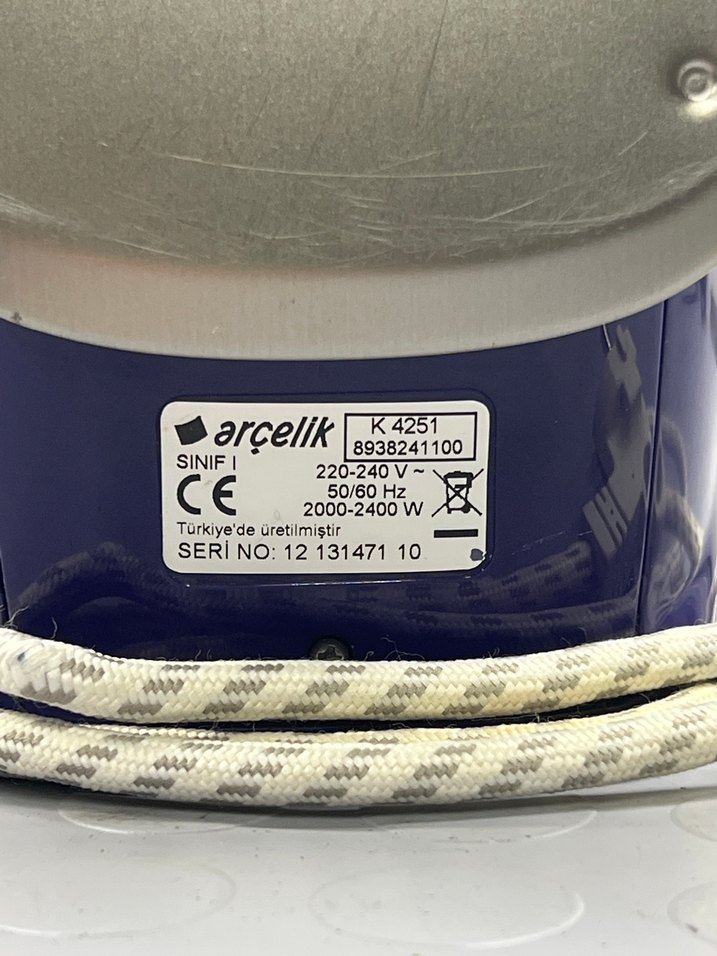 arçelik
K 4251
8938241100
SINIF I
220-240 V ~
CE
50/60 Hz
2000-2400 W
Türkiye'de üretilmiştir
SERİ NO: 12 131471 10